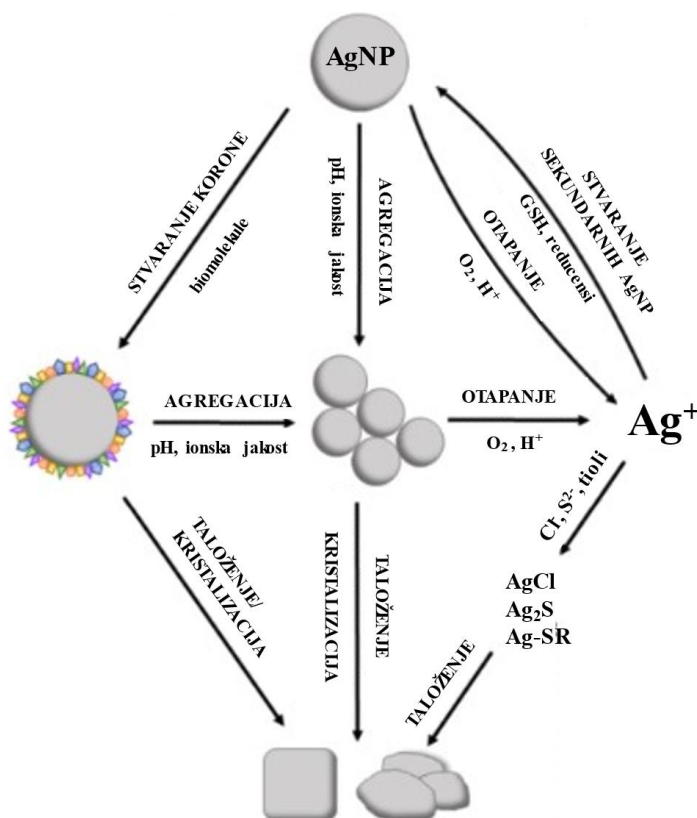 AgNP
STVARANJE KORONE
biomolekule
AGREGACIJA
pH, ionska jakost
OTAPANJE
O₂, H⁺
STVARANJE
SEKUNDARNIH AgNP
GSH, reducensi
AGREGACIJA
pH, ionska jakost
OTAPANJE
O₂, H⁺
Ag⁺
Cl⁻, S²⁻, tioli
AgCl
Ag₂S
Ag-SR
TALOŽENJE/
KRISTALIZACIJA
TALOŽENJE
KRISTALIZACIJA
TALOŽENJE